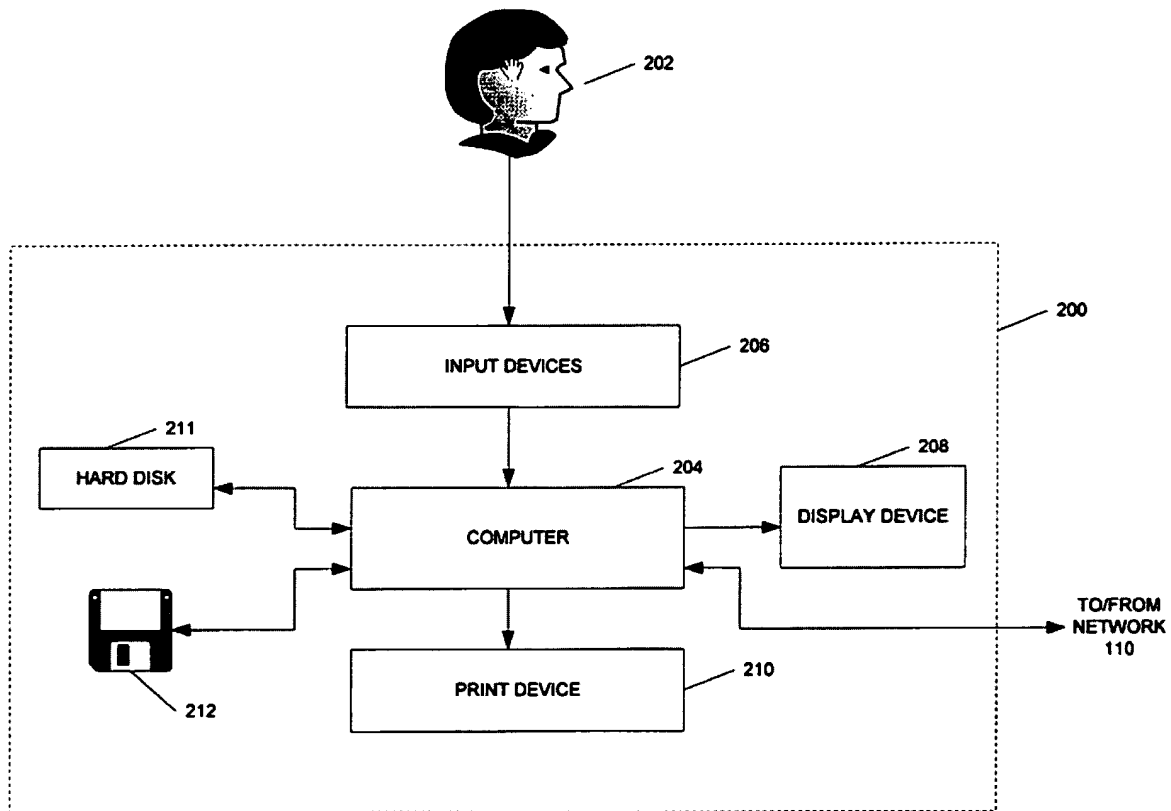 202
200
INPUT DEVICES
206
211
HARD DISK
204
COMPUTER
208
DISPLAY DEVICE
TO/FROM
NETWORK
110
PRINT DEVICE
210
212